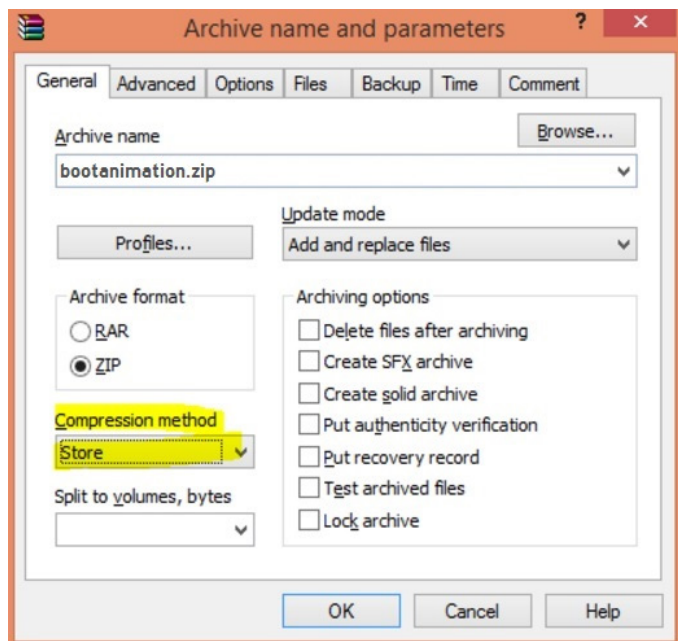 Archive name and parameters
?
General Advanced Options Files Backup Time Comment
Archive name
Browse...
bootanimation.zip
Update mode
Profiles...
Add and replace files
Archive format
RAR
ZIP
Compression method
Store
Split to volumes, bytes
Archiving options
Delete files after archiving
Create SFX archive
Create solid archive
Put authenticity verification
Put recovery record
Test archived files
Lock archive
OK Cancel Help